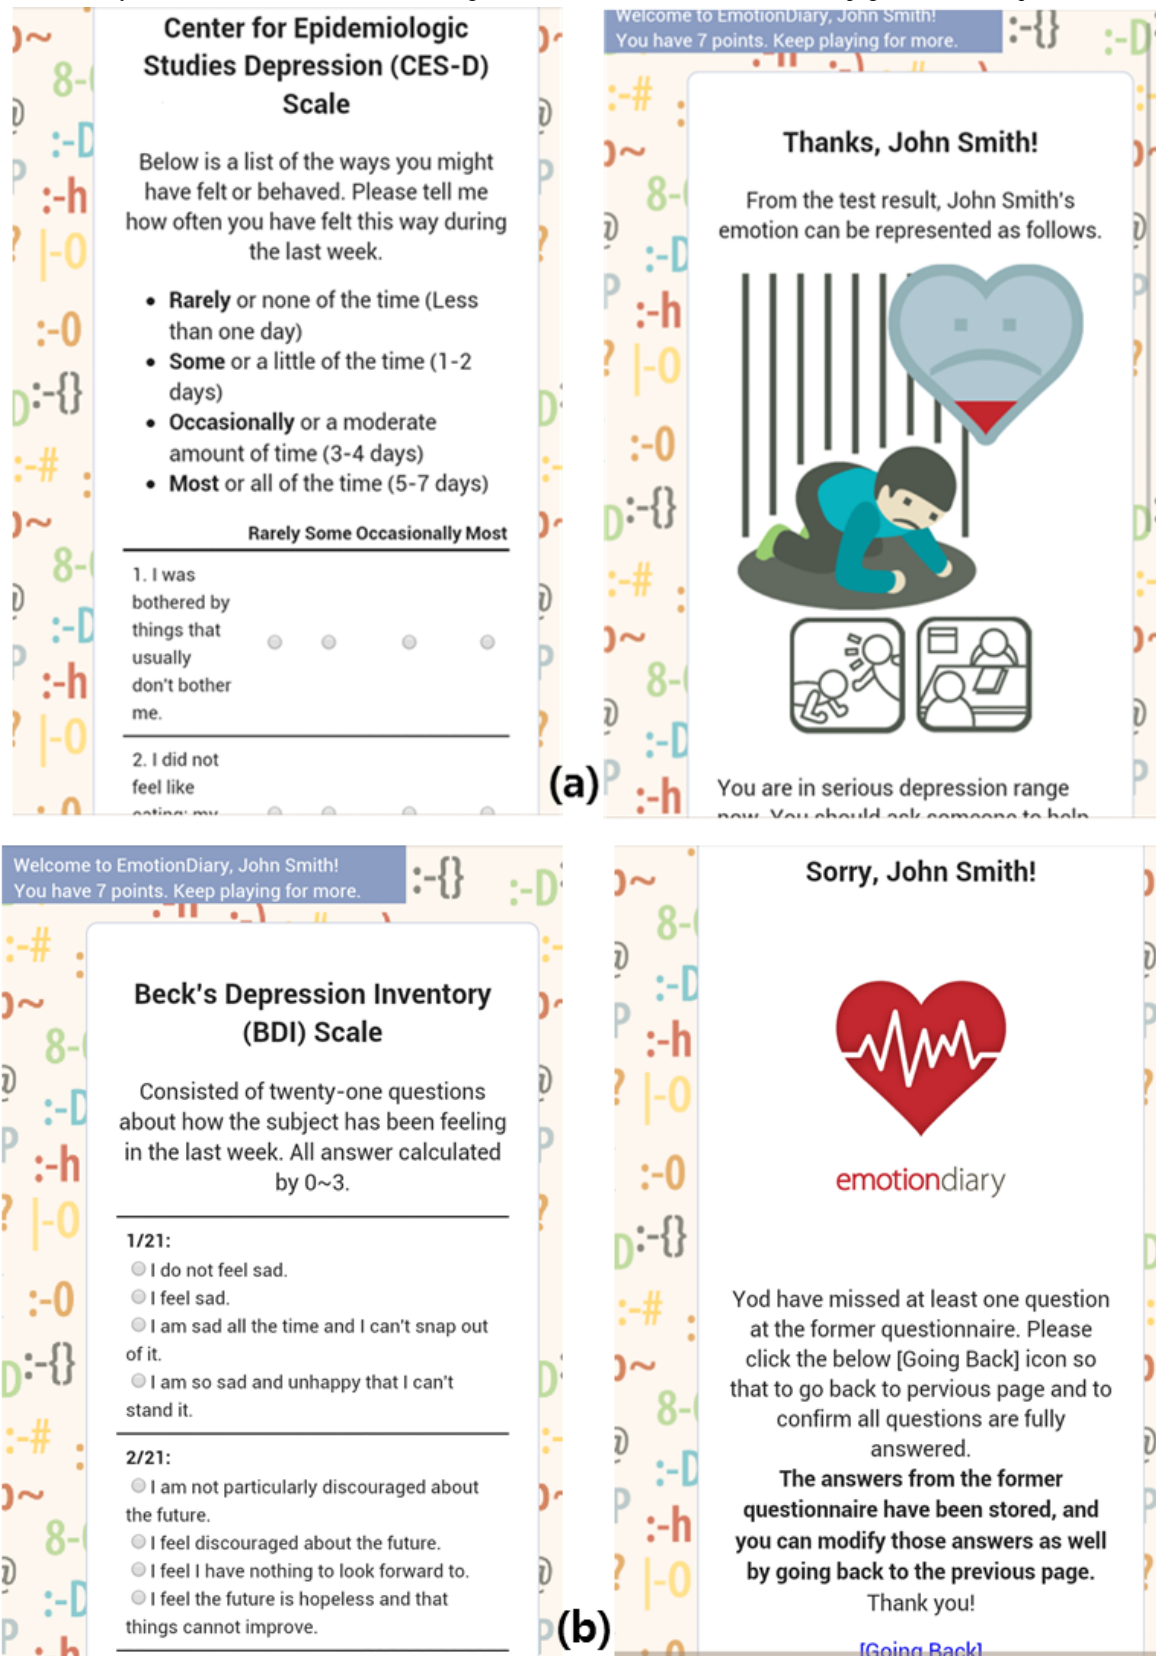 Center for Epidemiologic
Studies Depression (CES-D)
Scale
Below is a list of the ways you might
have felt or behaved. Please tell me
how often you have felt this way during
the last week.
• Rarely or none of the time (Less
than one day)
• Some or a little of the time (1-2
days)
• Occasionally or a moderate
amount of time (3-4 days)
• Most or all of the time (5-7 days)
Rarely Some Occasionally Most
1. I was
bothered by
things that
usually
don't bother
me.
2. I did not
feel like
eating; my
Welcome to EmotionDiary, John Smith!
You have 7 points. Keep playing for more.
Thanks, John Smith!
From the test result, John Smith's
emotion can be represented as follows.
You are in serious depression range
now. You should ask someone to help
(a)
Welcome to EmotionDiary, John Smith!
You have 7 points. Keep playing for more.
Beck's Depression Inventory
(BDI) Scale
Consisted of twenty-one questions
about how the subject has been feeling
in the last week. All answer calculated
by 0~3.
1/21:
I do not feel sad.
I feel sad.
I am sad all the time and I can't snap out
of it.
I am so sad and unhappy that I can't
stand it.
2/21:
I am not particularly discouraged about
the future.
I feel discouraged about the future.
I feel I have nothing to look forward to.
I feel the future is hopeless and that
things cannot improve.
Sorry, John Smith!
emotiondiary
Yod have missed at least one question
at the former questionnaire. Please
click the below [Going Back] icon so
that to go back to pervious page and to
confirm all questions are fully
answered.
The answers from the former
questionnaire have been stored, and
you can modify those answers as well
by going back to the previous page.
Thank you!
[Going Back]
(b)